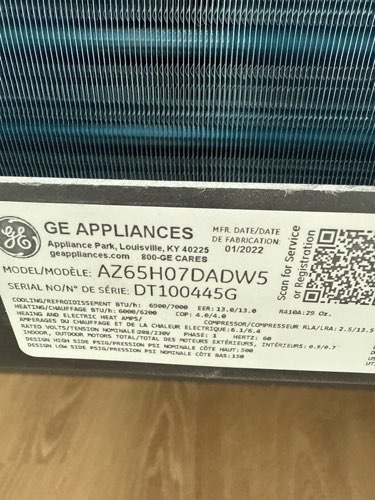 GE APPLIANCES
Appliance Park, Louisville, KY 40225
geappliances.com 800-GE CARES
MFR. DATE/DATE
DE FABRICATION:
01/2022
MODEL/MODÈLE: AZ65H07DADW5
SERIAL NO/N° DE SÉRIE: DT100445G
COOLING/REFROIDISSEMENT BTU/h: 6900/7000 EER: 13.0/13.0 R410A:29 Oz.
HEATING/CHAUFFAGE BTU/h: 6000/6200 COP: 4.0/4.0
HEATING AND ELECTRIC HEAT AMPS/ COMPRESSOR/COMPRESSEUR RLA/LRA: 2.5/13.5
AMPERAGES DU CHAUFFAGE ET DE LA CHALEUR ELECTRIQUE: 6.1/6.4
RATED VOLTS/TENSION NOMINALE: 208/230V PHASE: 1 HERTZ: 60
INDOOR, OUTDOOR MOTORS TOTAL/TOTAL DES MOTEURS EXTÉRIEURS, INTÉRIEURS: 0.9/0.7
DESIGN HIGH SIDE PSIG/PRESSION PSI NOMINALE CÔTE HAUT: 500
DESIGN LOW SIDE PSIG/PRESSION PSI NOMINALE CÔTE BAS: 150
Scan for Service
or Registration